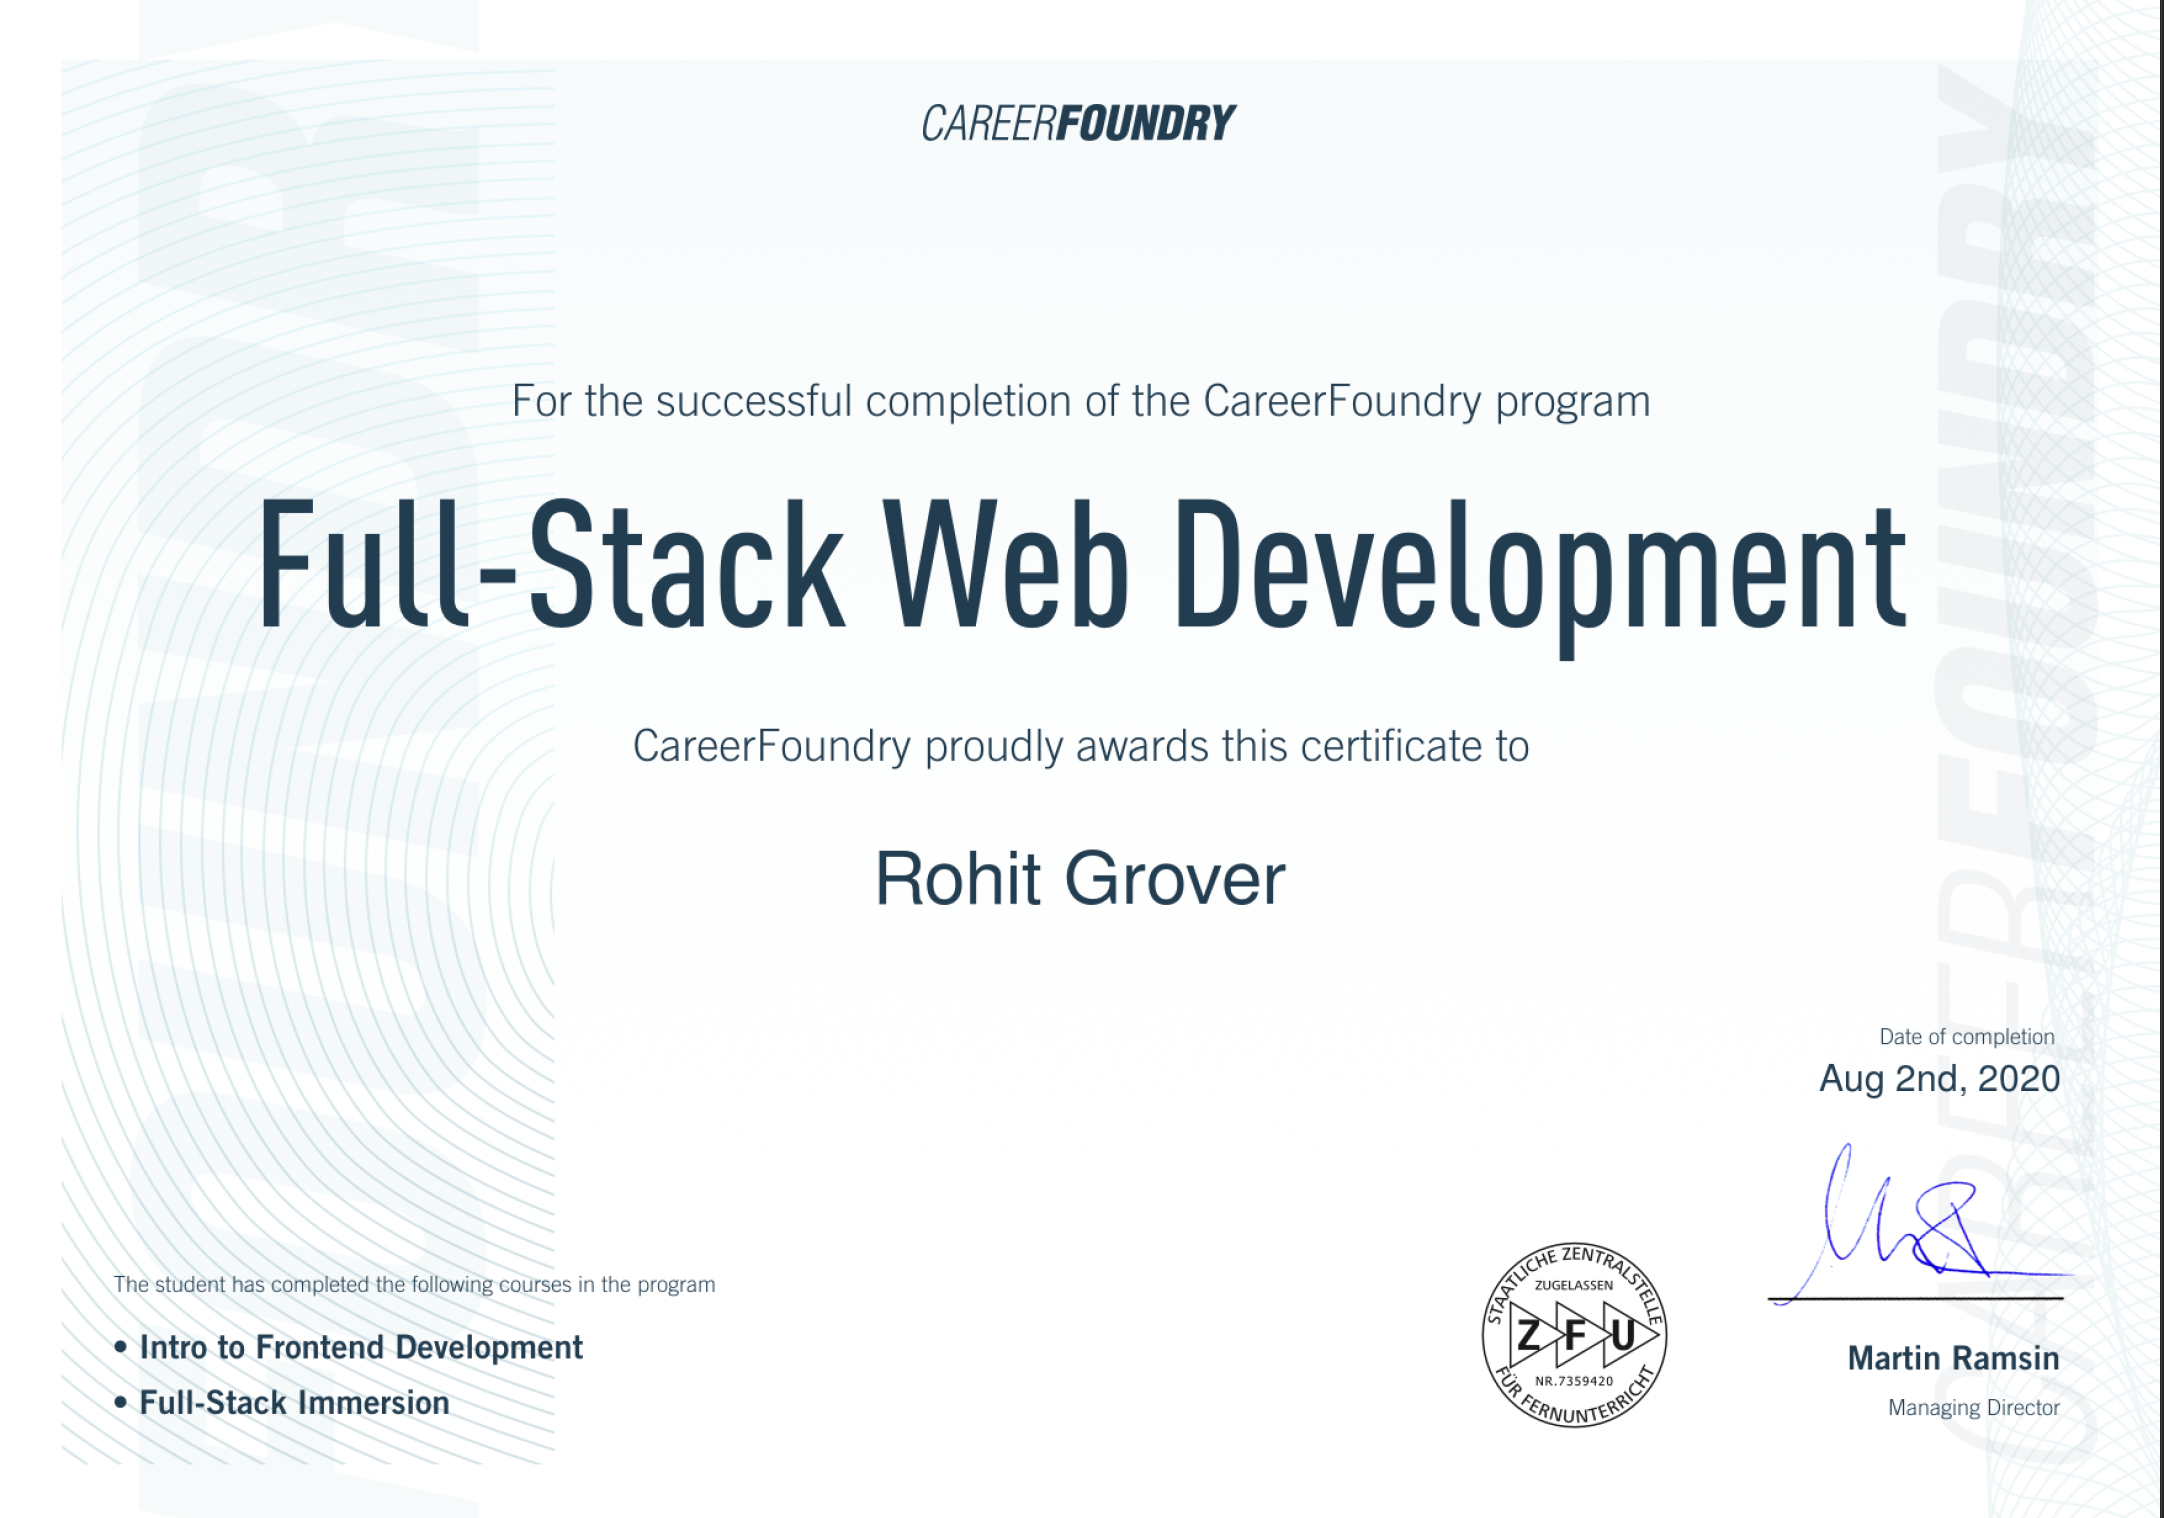 CAREERFOUNDRY
For the successful completion of the CareerFoundry program
Full-Stack Web Development
CareerFoundry proudly awards this certificate to
Rohit Grover
Date of completion
Aug 2nd, 2020
The student has completed the following courses in the program
• Intro to Frontend Development
• Full-Stack Immersion
STAATLICHE ZENTRALSTELLE
ZUGELASSEN
ZFU
NR.7359420
FÜR FERNUNTERRICHT
Martin Ramsin
Managing Director
CAREERFOUNDRY